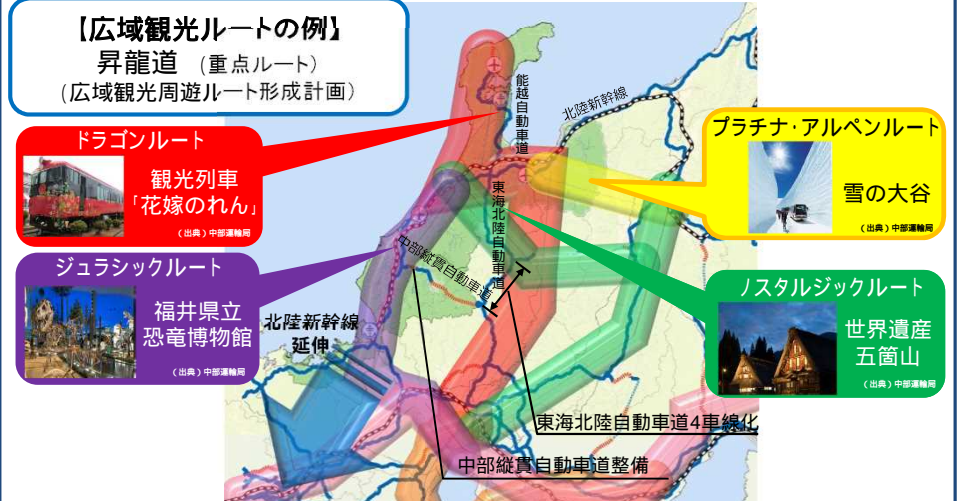 【広域観光ルートの例】
昇龍道 (重点ルート)
(広域観光周遊ルート形成計画)
ドラゴンルート
観光列車
「花嫁のれん」
(出典)中部運輸局
ジュラシックルート
福井県立
恐竜博物館
(出典)中部運輸局
能越自動車道
北陸新幹線
東海北陸自動車道
中部縦貫自動車道
北陸新幹線
延伸
プラチナ・アルペンルート
雪の大谷
(出典)中部運輸局
ノスタルジックルート
世界遺産
五箇山
(出典)中部運輸局
東海北陸自動車道4車線化
中部縦貫自動車道整備